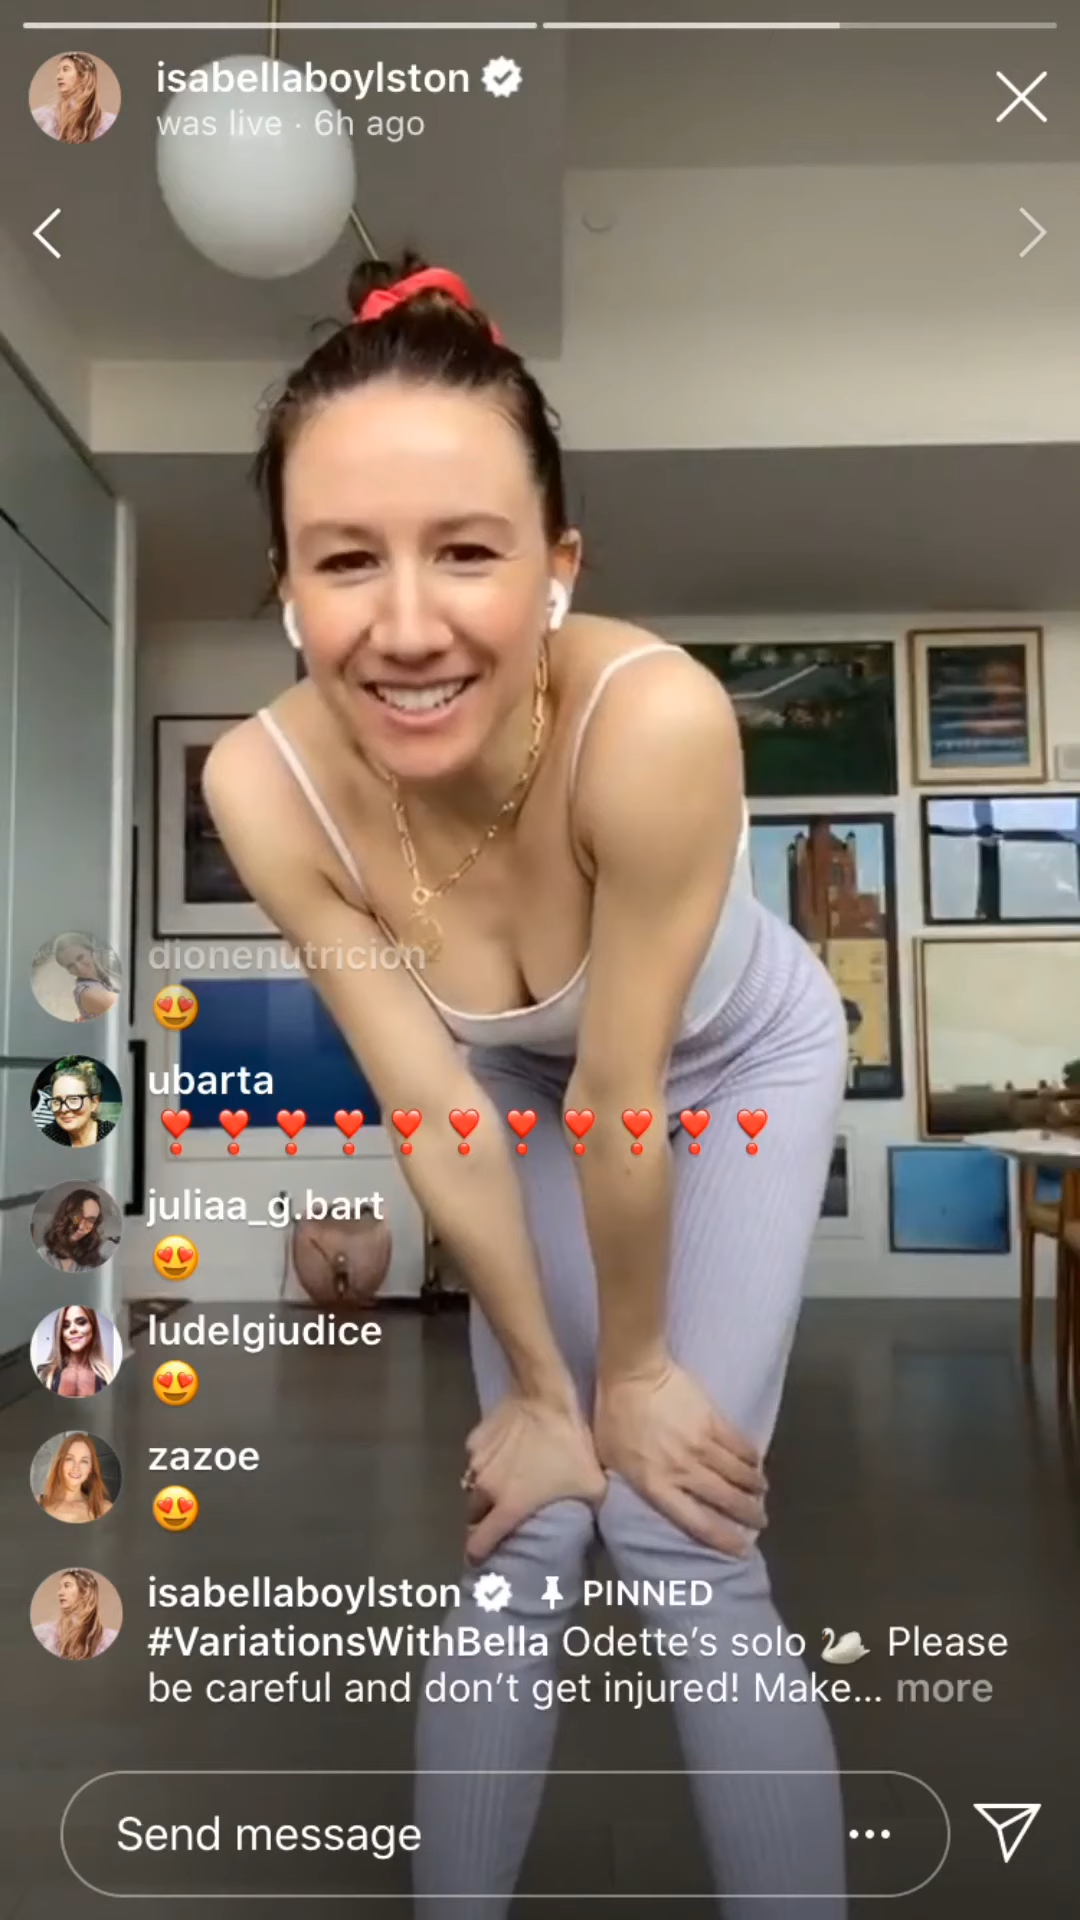 isabellaboylston
was live · 6h ago
dionenutricion
😍
ubarta
❣️❣️❣️❣️❣️❣️❣️❣️❣️❣️❣️
juliaa_g.bart
😍
ludelgiudice
😍
zazoe
😍
isabellaboylston PINNED
#VariationsWithBella Odette’s solo 🦢 Please
be careful and don’t get injured! Make... more
Send message